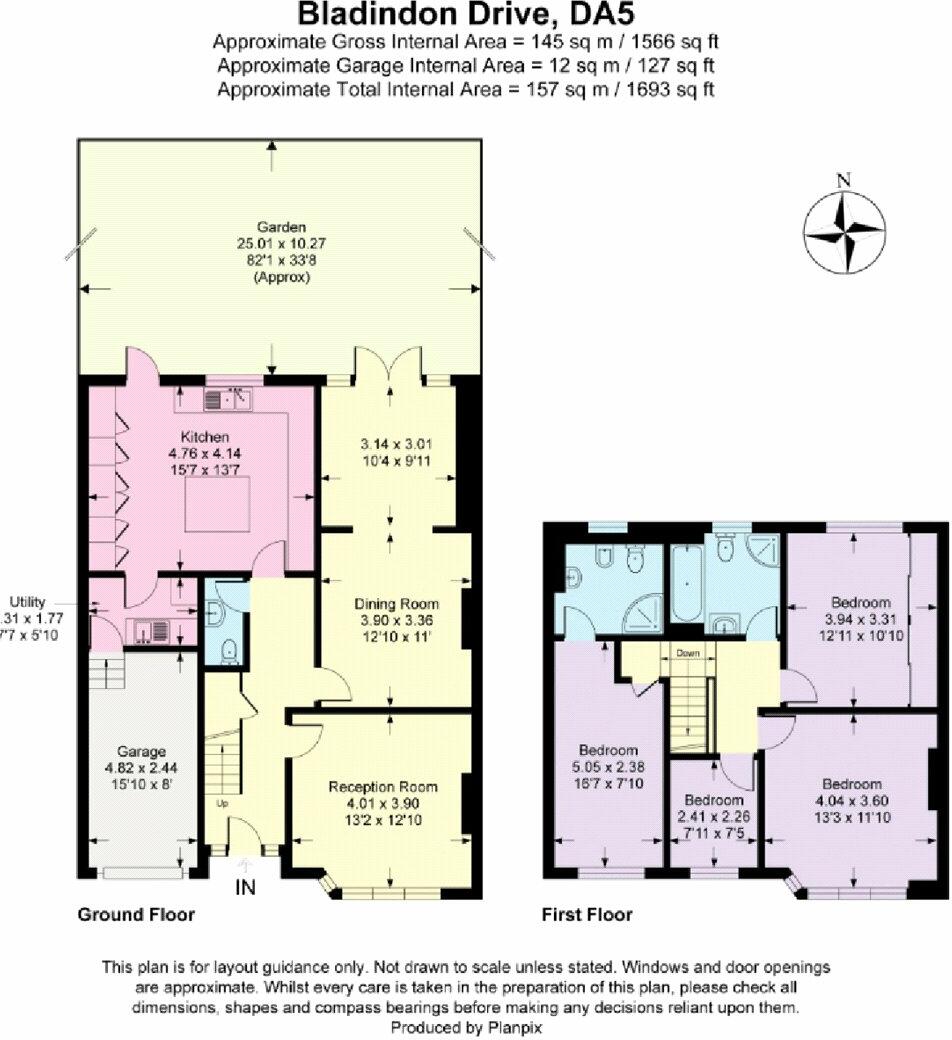 Bladindon Drive, DA5
Approximate Gross Internal Area = 145 sq m / 1566 sq ft
Approximate Garage Internal Area = 12 sq m / 127 sq ft
Approximate Total Internal Area = 157 sq m / 1693 sq ft
N
Garden
25.01 x 10.27
82'1 x 33'8
(Approx)
Kitchen
4.76 x 4.14
15'7 x 13'7
3.14 x 3.01
10'4 x 9'11
Utility
.31 x 1.77
7'7 x 5'10
Dining Room
3.90 x 3.36
12'10 x 11'
Garage
4.82 x 2.44
15'10 x 8'
Reception Room
4.01 x 3.90
13'2 x 12'10
Up
IN
Ground Floor
Bedroom
3.94 x 3.31
12'11 x 10'10
Down
Bedroom
5.05 x 2.38
16'7 x 7'10
Bedroom
2.41 x 2.26
7'11 x 7'5
Bedroom
4.04 x 3.60
13'3 x 11'10
First Floor
This plan is for layout guidance only. Not drawn to scale unless stated. Windows and door openings
are approximate. Whilst every care is taken in the preparation of this plan, please check all
dimensions, shapes and compass bearings before making any decisions reliant upon them.
Produced by Planpix